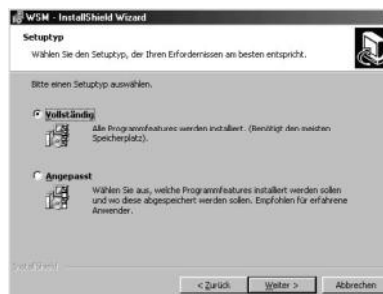 WSM - InstallShield Wizard
Setuptyp
Wählen Sie den Setuptyp, der Ihren Erfordernissen am besten entspricht.
Bitte einen Setuptyp auswählen.
Vollständig
Alle Programmfeatures werden installiert. (Benötigt den meisten
Speicherplatz).
Angepasst
Wählen Sie aus, welche Programmfeatures installiert werden sollen
und wo diese abgespeichert werden sollen. Empfohlen für erfahrene
Anwender.
InstallShield
< Zurück
Weiter >
Abbrechen